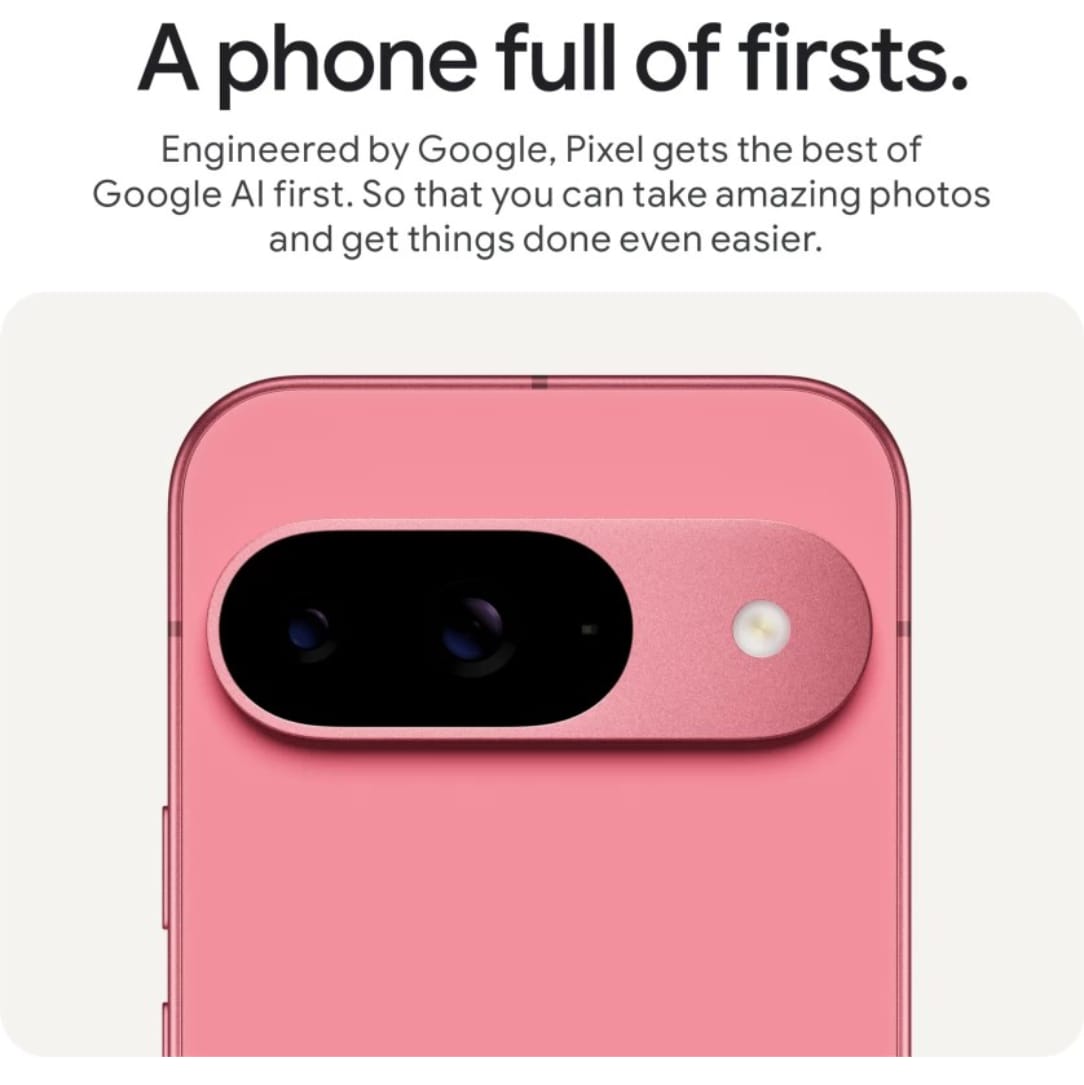 A phone full of firsts.
Engineered by Google, Pixel gets the best of
Google AI first. So that you can take amazing photos
and get things done even easier.